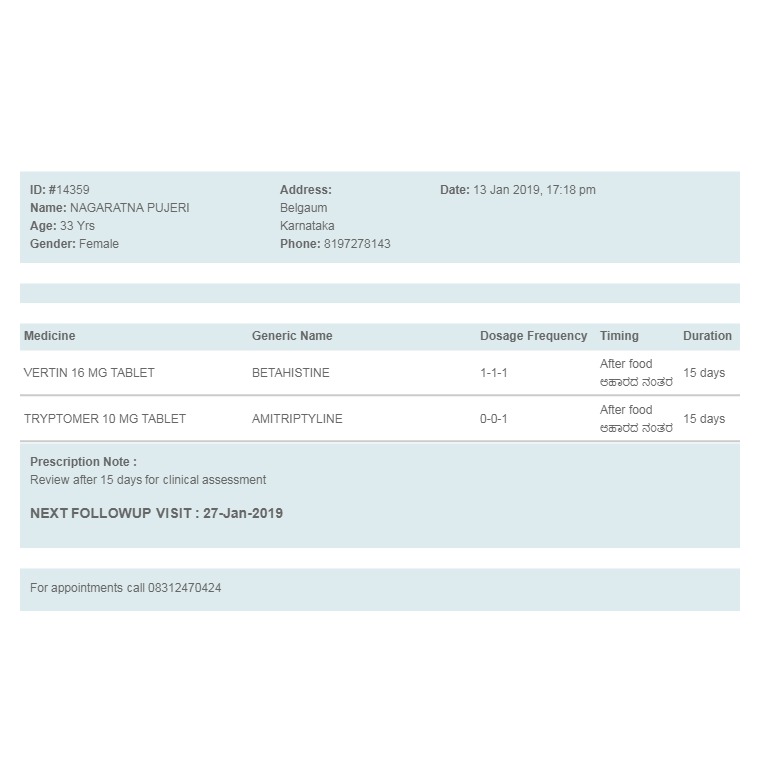 ID: #14359 Address: Date: 13 Jan 2019, 17:18 pm
Name: NAGARATNA PUJERI Belgaum
Age: 33 Yrs Karnataka
Gender: Female Phone: 8197278143
Medicine Generic Name Dosage Frequency Timing Duration
VERTIN 16 MG TABLET BETAHISTINE 1-1-1 After food 15 days
ಆಹಾರದ ನಂತರ
TRYPTOMER 10 MG TABLET AMITRIPTYLINE 0-0-1 After food 15 days
ಆಹಾರದ ನಂತರ
Prescription Note :
Review after 15 days for clinical assessment
NEXT FOLLOWUP VISIT : 27-Jan-2019
For appointments call 08312470424